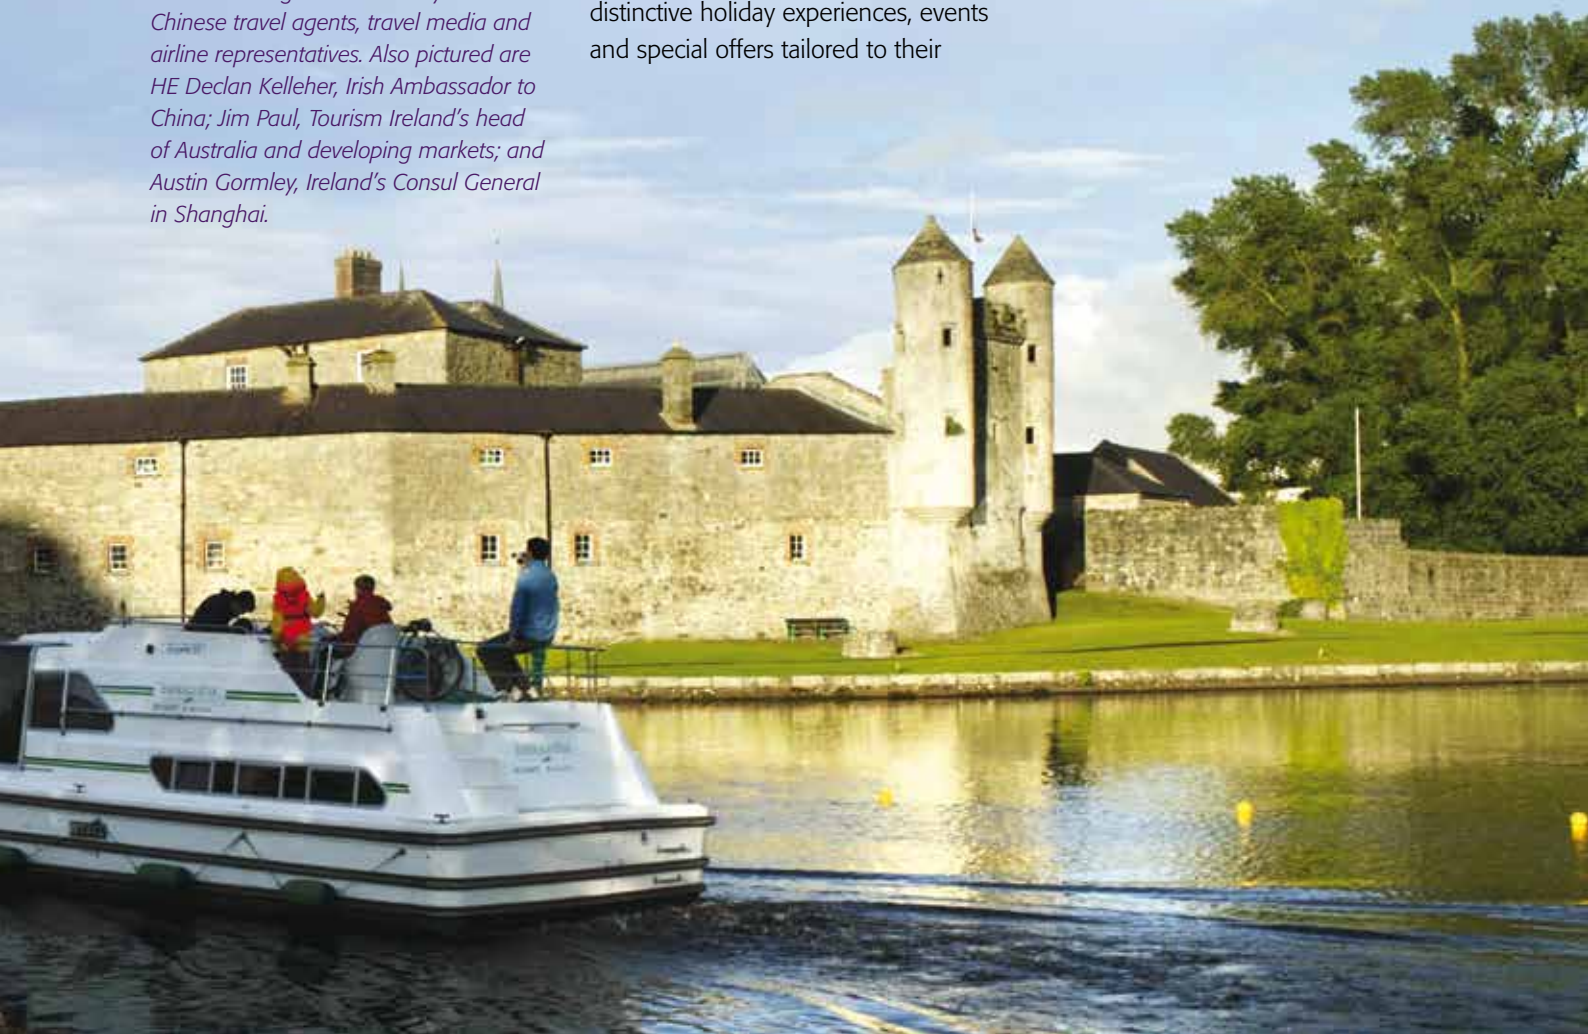 Chinese travel agents, travel media and
airline representatives. Also pictured are
HE Declan Kelleher, Irish Ambassador to
China; Jim Paul, Tourism Ireland's head
of Australia and developing markets; and
Austin Gormley, Ireland's Consul General
in Shanghai.
distinctive holiday experiences, events
and special offers tailored to their